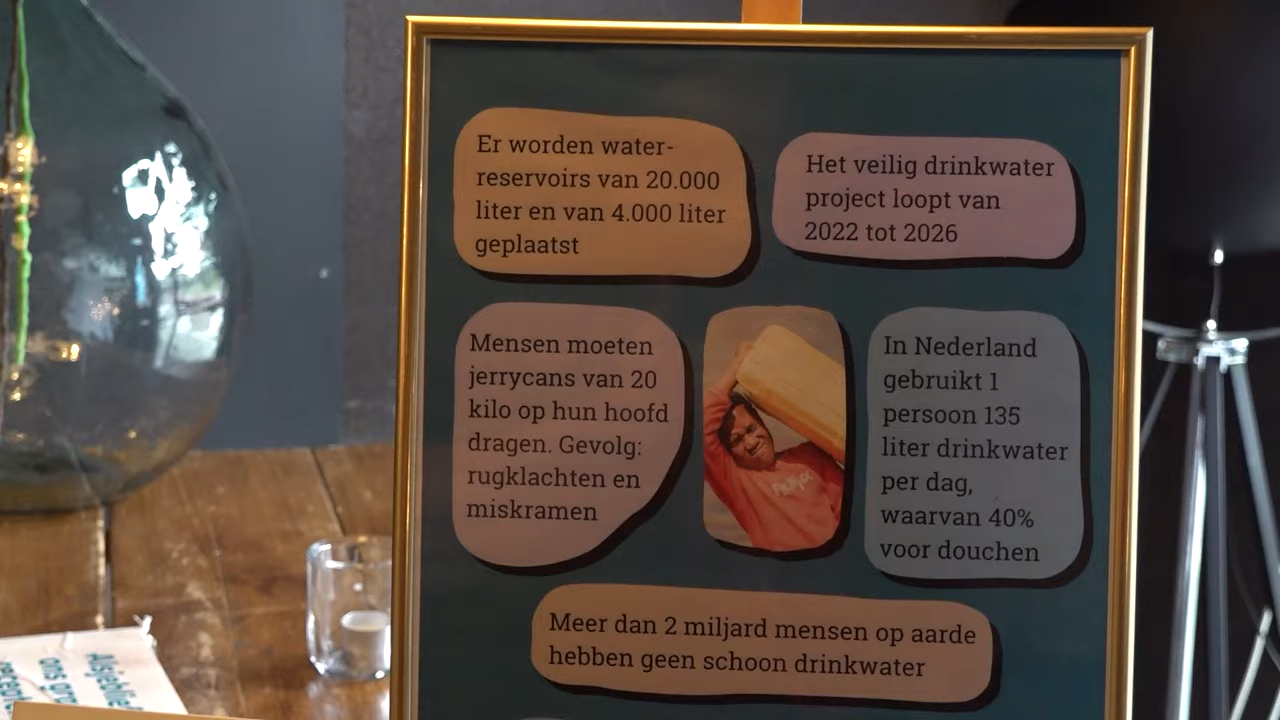 Er worden water-
reservoirs van 20.000
liter en van 4.000 liter
geplaatst
Het veilig drinkwater
project loopt van
2022 tot 2026
Mensen moeten
jerrycans van 20
kilo op hun hoofd
dragen. Gevolg:
rugklachten en
miskramen
In Nederland
gebruikt 1
persoon 135
liter drinkwater
per dag,
waarvan 40%
voor douchen
Meer dan 2 miljard mensen op aarde
hebben geen schoon drinkwater